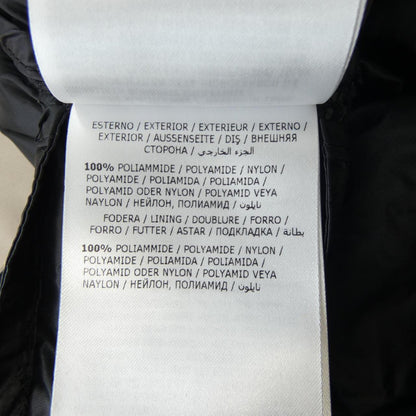 ESTERNO / EXTERIOR / EXTERIEUR / EXTERNO /
EXTERIOR / AUSSENSEITE / DIŞ / ВНЕШНЯЯ
СТОРОНА / الجزء الخارجي /
100% POLIAMMIDE / POLYAMIDE / NYLON /
POLYAMIDE / POLIAMIDA / POLIAMIDA /
POLYAMID ODER NYLON / POLYAMID VEYA
NAYLON / НЕЙЛОН, ПОЛИАМИД / نايلون
FODERA / LINING / DOUBLURE / FORRO /
FORRO / FUTTER / ASTAR / ПОДКЛАДКА / بطانة /
100% POLIAMMIDE / POLYAMIDE / NYLON /
POLYAMIDE / POLIAMIDA / POLIAMIDA /
POLYAMID ODER NYLON / POLYAMID VEYA
NAYLON / НЕЙЛОН, ПОЛИАМИД / نايلون